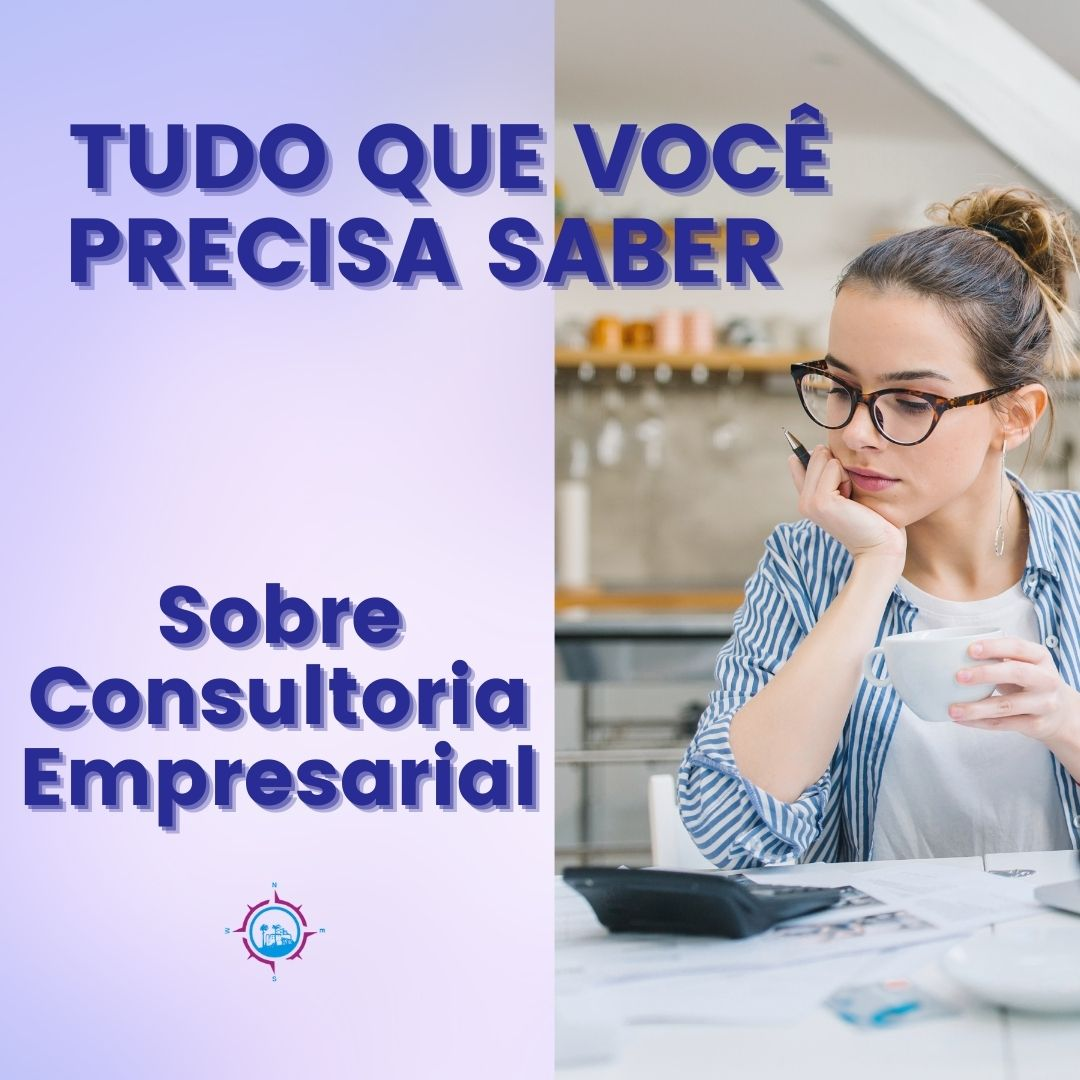 TUDO QUE VOCÊ
PRECISA SABER
Sobre
Consultoria
Empresarial
N
W E
S